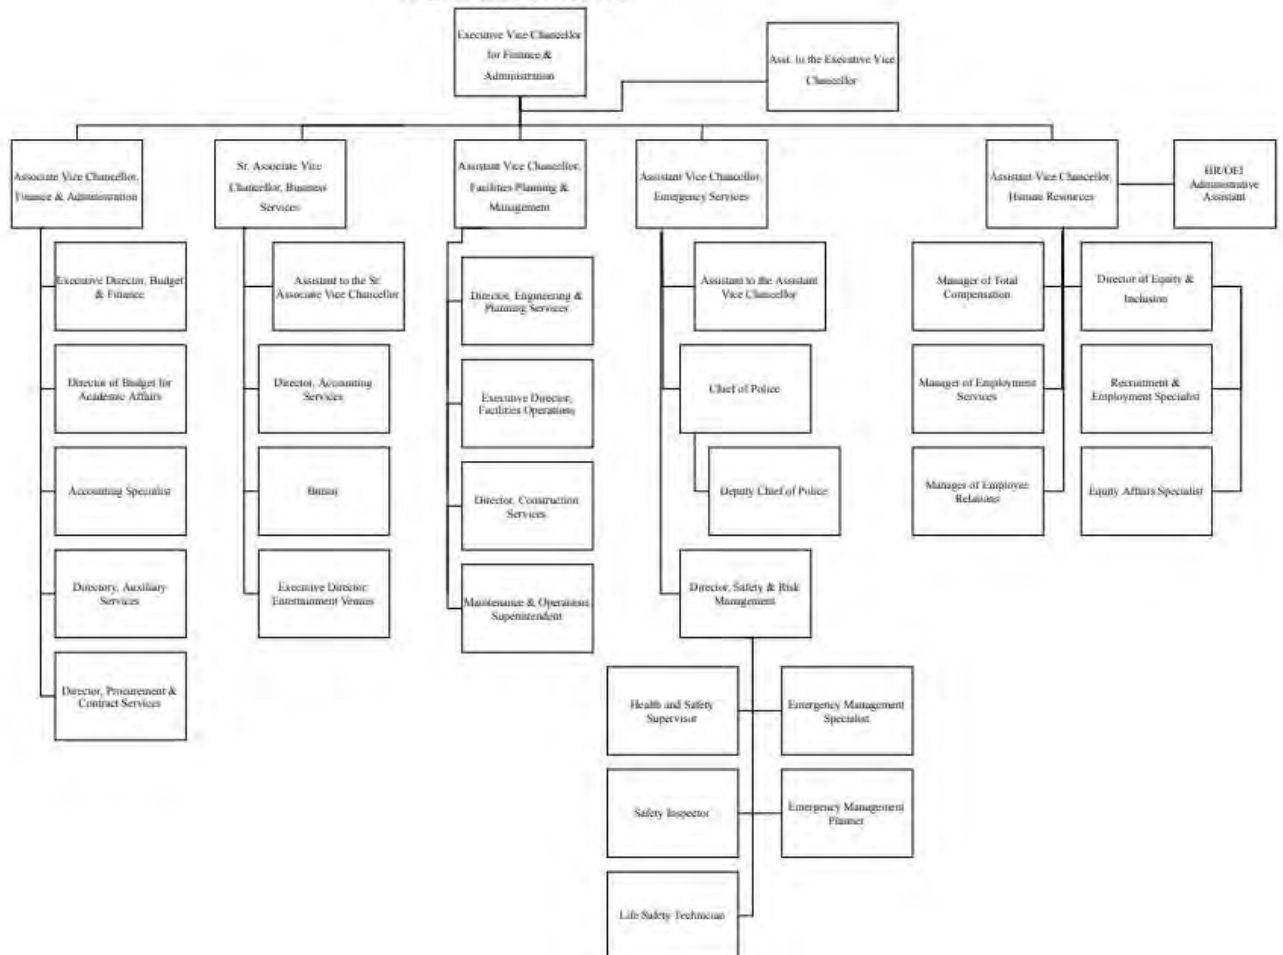 Executive Vice Chancellor
for Finance &
Administration
Asst. to the Executive Vice
Chancellor
Associate Vice Chancellor,
Finance & Administration
Sr. Associate Vice
Chancellor, Business
Services
Assistant Vice Chancellor,
Facilities Planning &
Management
Assistant Vice Chancellor,
Emergency Services
Assistant Vice Chancellor,
Human Resources
HR/OEI
Administrative
Assistant
Executive Director, Budget
& Finance
Director of Budget for
Academic Affairs
Accounting Specialist
Directory, Auxiliary
Services
Director, Procurement &
Contract Services
Assistant to the Sr.
Associate Vice Chancellor
Director, Accounting
Services
Bursar
Executive Director
Entertainment Venues
Director, Engineering &
Planning Services
Executive Director,
Facilities Operations
Director, Construction
Services
Maintenance & Operations
Superintendent
Assistant to the Assistant
Vice Chancellor
Chief of Police
Deputy Chief of Police
Director, Safety & Risk
Management
Health and Safety
Supervisor
Emergency Management
Specialist
Safety Inspector
Emergency Management
Planner
Life Safety Technician
Manager of Total
Compensation
Director of Equity &
Inclusion
Manager of Employment
Services
Recruitment &
Employment Specialist
Manager of Employee
Relations
Equity Affairs Specialist